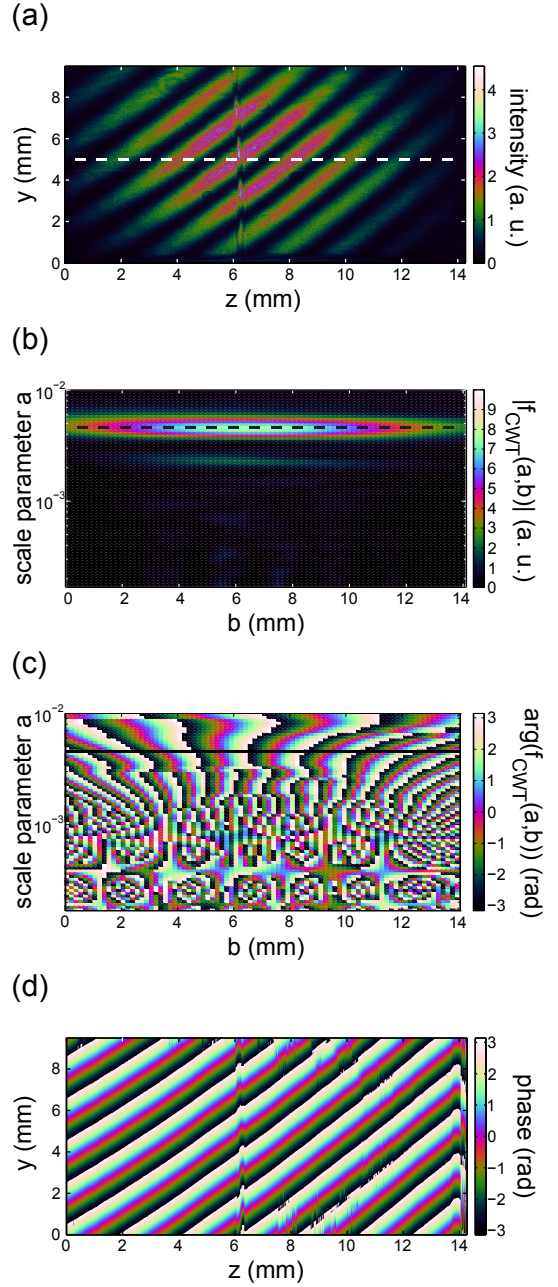 (a)
8
6
4
2
0
y (mm)
0 2 4 6 8 10 12 14
z (mm)
4
3
2
1
0
intensity (a. u.)
(b)
10⁻²
10⁻³
scale parameter a
0 2 4 6 8 10 12 14
b (mm)
9
8
7
6
5
4
3
2
1
0
|f_CWT(a,b)| (a. u.)
(c)
10⁻²
10⁻³
scale parameter a
0 2 4 6 8 10 12 14
b (mm)
3
2
1
0
−1
−2
−3
arg(f_CWT(a,b)) (rad)
(d)
8
6
4
2
0
y (mm)
0 2 4 6 8 10 12 14
z (mm)
3
2
1
0
−1
−2
−3
phase (rad)